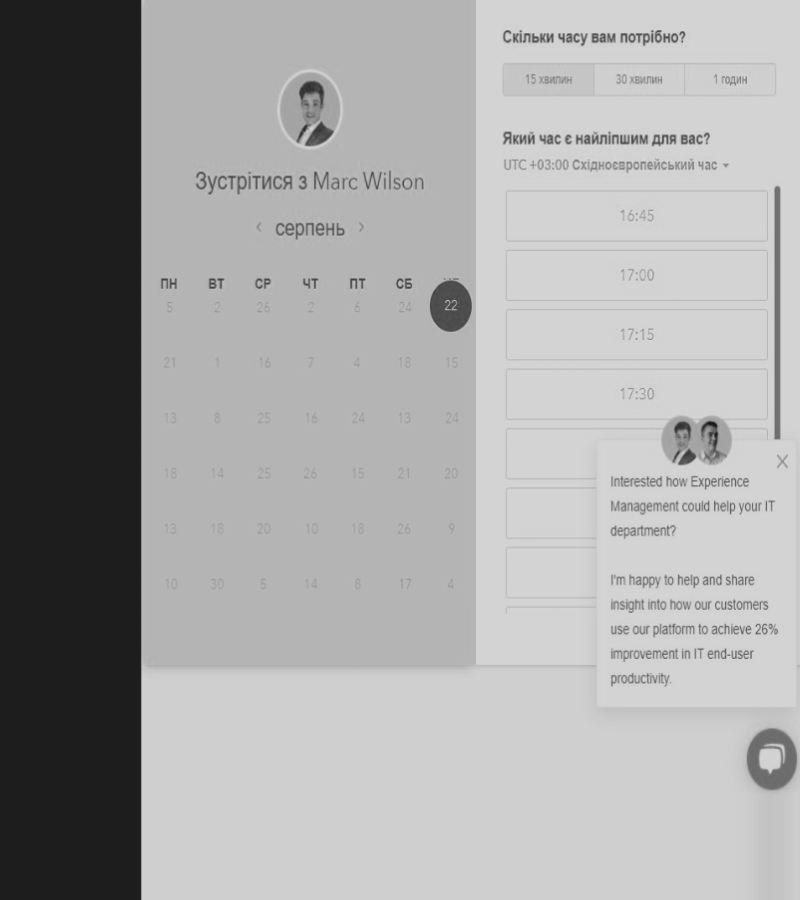 Зустрітися з Marc Wilson
‹ серпень ›
ПН ВТ СР ЧТ ПТ СБ
5 2 26 2 6 24 22
21 1 16 7 4 18 15
13 8 25 16 24 13 24
18 14 25 26 15 21 20
13 18 20 10 18 26 9
10 30 5 14 8 17 4
Скільки часу вам потрібно?
15 хвилин 30 хвилин 1 годин
Який час є найліпшим для вас?
UTC +03:00 Східноєвропейський час
16:45
17:00
17:15
17:30
Interested how Experience
Management could help your IT
department?
I'm happy to help and share
insight into how our customers
use our platform to achieve 26%
improvement in IT end-user
productivity.